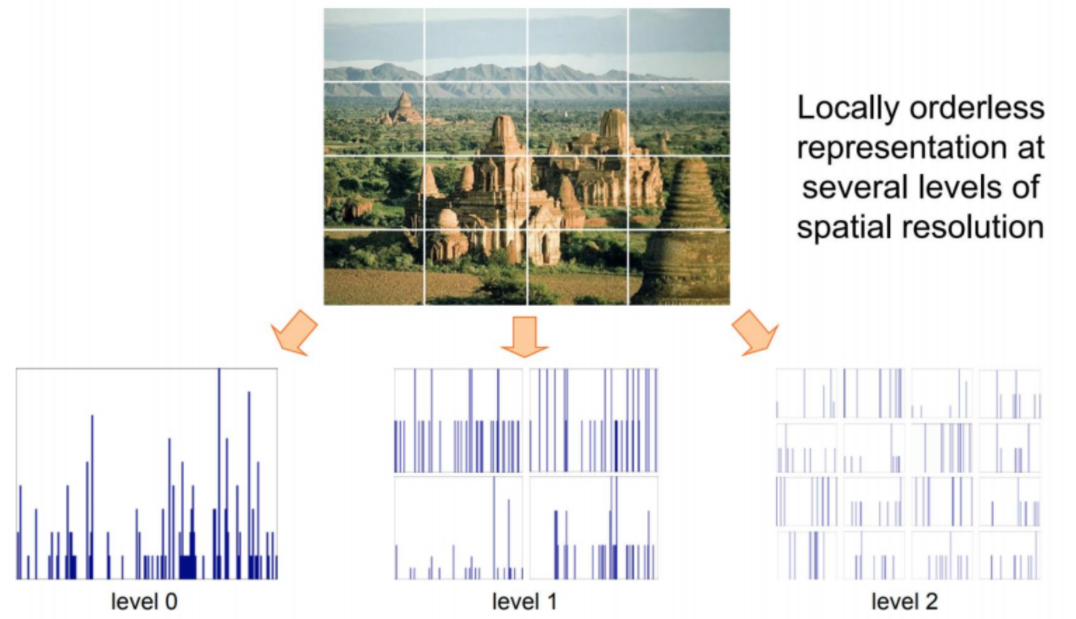 Locally orderless
representation at
several levels of
spatial resolution
level 0
level 1
level 2